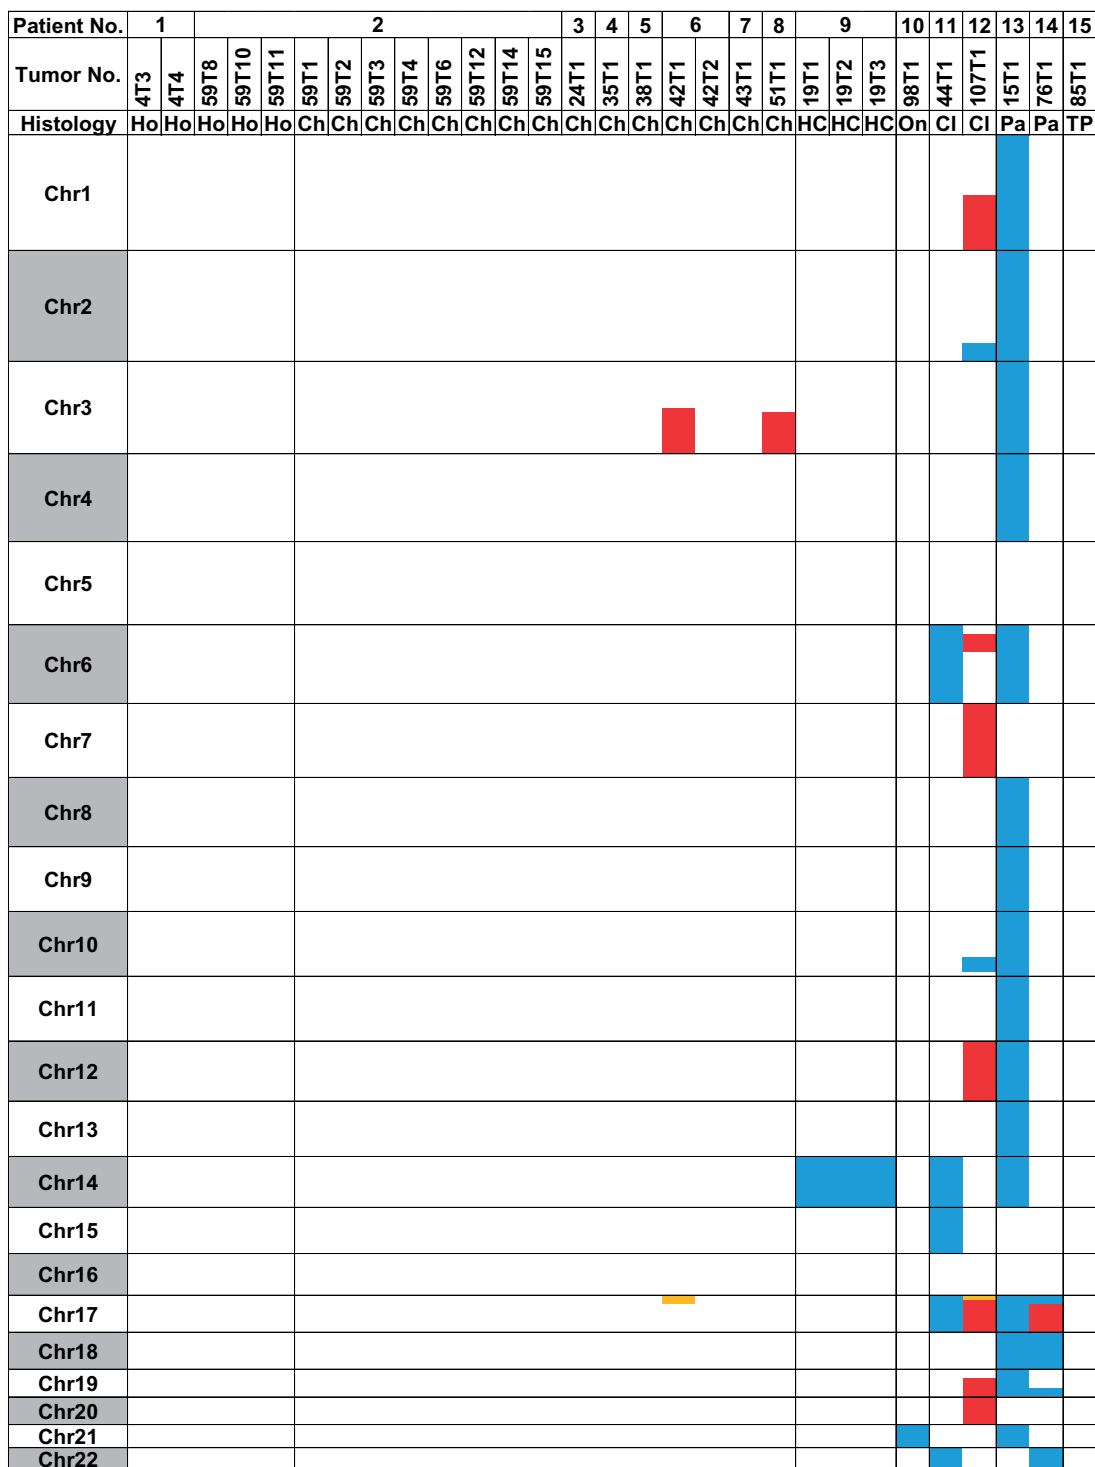 Patient No. 1 2 3 4 5 6 7 8 9 10 11 12 13 14 15
Tumor No. 4T3 4T4 59T8 59T10 59T11 59T1 59T2 59T3 59T4 59T6 59T12 59T14 59T15 24T1 35T1 38T1 42T1 42T2 43T1 51T1 19T1 19T2 19T3 98T1 44T1 107T1 15T1 76T1 85T1
Histology Ho Ho Ho Ho Ho Ch Ch Ch Ch Ch Ch Ch Ch Ch Ch Ch Ch Ch Ch Ch HC HC HC On Cl Cl Pa Pa TP
Chr1
Chr2
Chr3
Chr4
Chr5
Chr6
Chr7
Chr8
Chr9
Chr10
Chr11
Chr12
Chr13
Chr14
Chr15
Chr16
Chr17
Chr18
Chr19
Chr20
Chr21
Chr22